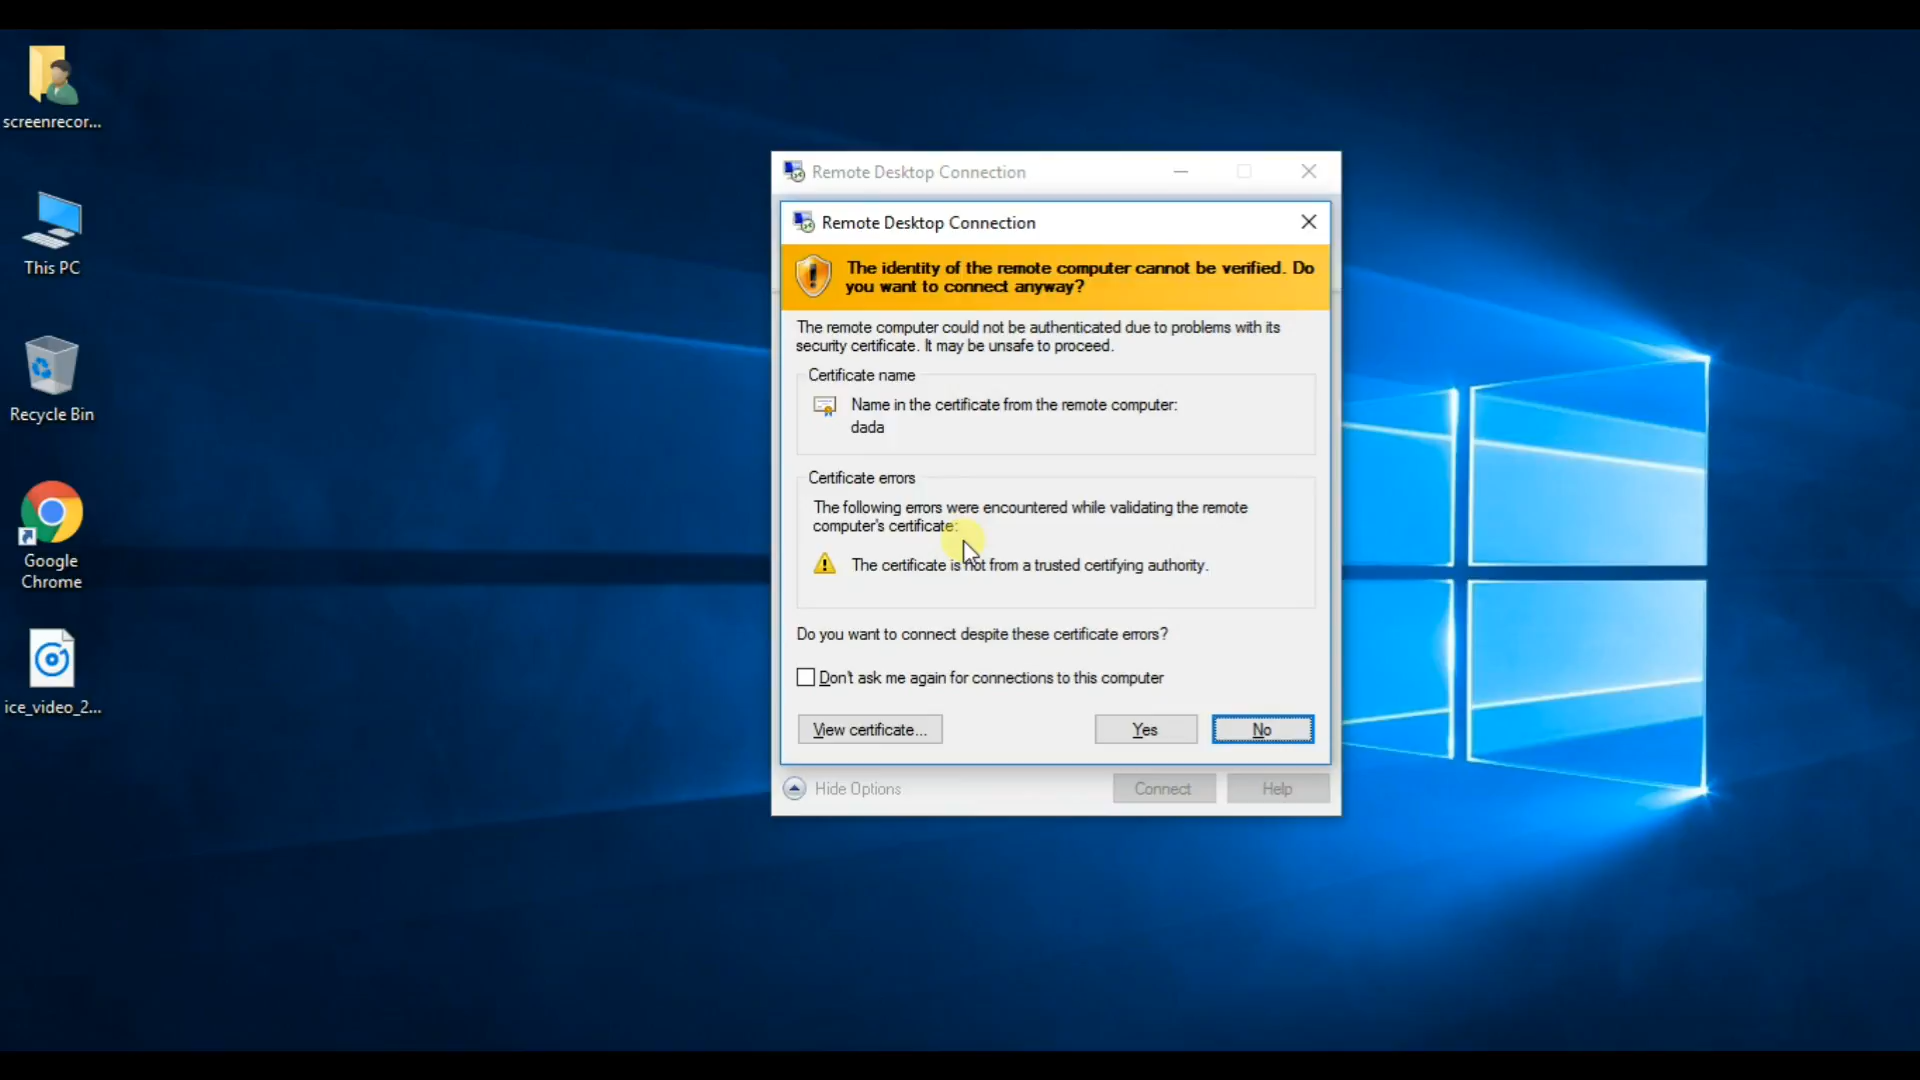 screenrecor...
This PC
Recycle Bin
Google
Chrome
ice_video_2...
Remote Desktop Connection
Remote Desktop Connection
The identity of the remote computer cannot be verified. Do
you want to connect anyway?
The remote computer could not be authenticated due to problems with its
security certificate. It may be unsafe to proceed.
Certificate name
Name in the certificate from the remote computer:
dada
Certificate errors
The following errors were encountered while validating the remote
computer's certificate:
The certificate is not from a trusted certifying authority.
Do you want to connect despite these certificate errors?
Don't ask me again for connections to this computer
View certificate... Yes No
Hide Options Connect Help